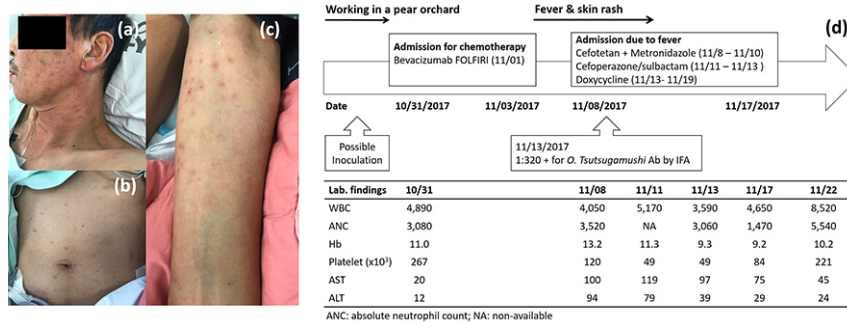 (a)
(b)
(c)
(d)
Working in a pear orchard
Fever & skin rash
Admission for chemotherapy
Bevacizumab FOLFIRI (11/01)
Admission due to fever
Cefotetan + Metronidazole (11/8 – 11/10)
Cefoperazone/sulbactam (11/11 – 11/13 )
Doxycycline (11/13- 11/19)
Date 10/31/2017 11/03/2017 11/08/2017 11/17/2017
Possible
Inoculation
11/13/2017
1:320 + for O. Tsutsugamushi Ab by IFA
Lab. findings 10/31 11/08 11/11 11/13 11/17 11/22
WBC 4,890 4,050 5,170 3,590 4,650 8,520
ANC 3,080 3,520 NA 3,060 1,470 5,540
Hb 11.0 13.2 11.3 9.3 9.2 10.2
Platelet (x10³) 267 120 49 49 84 221
AST 20 100 119 97 75 45
ALT 12 94 79 39 29 24
ANC: absolute neutrophil count; NA: non-available